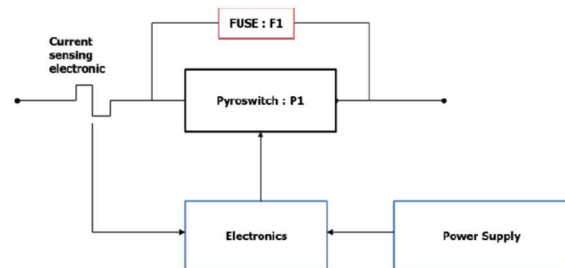 FUSE : F1
Current
sensing
electronic
Pyroswitch : P1
Electronics
Power Supply